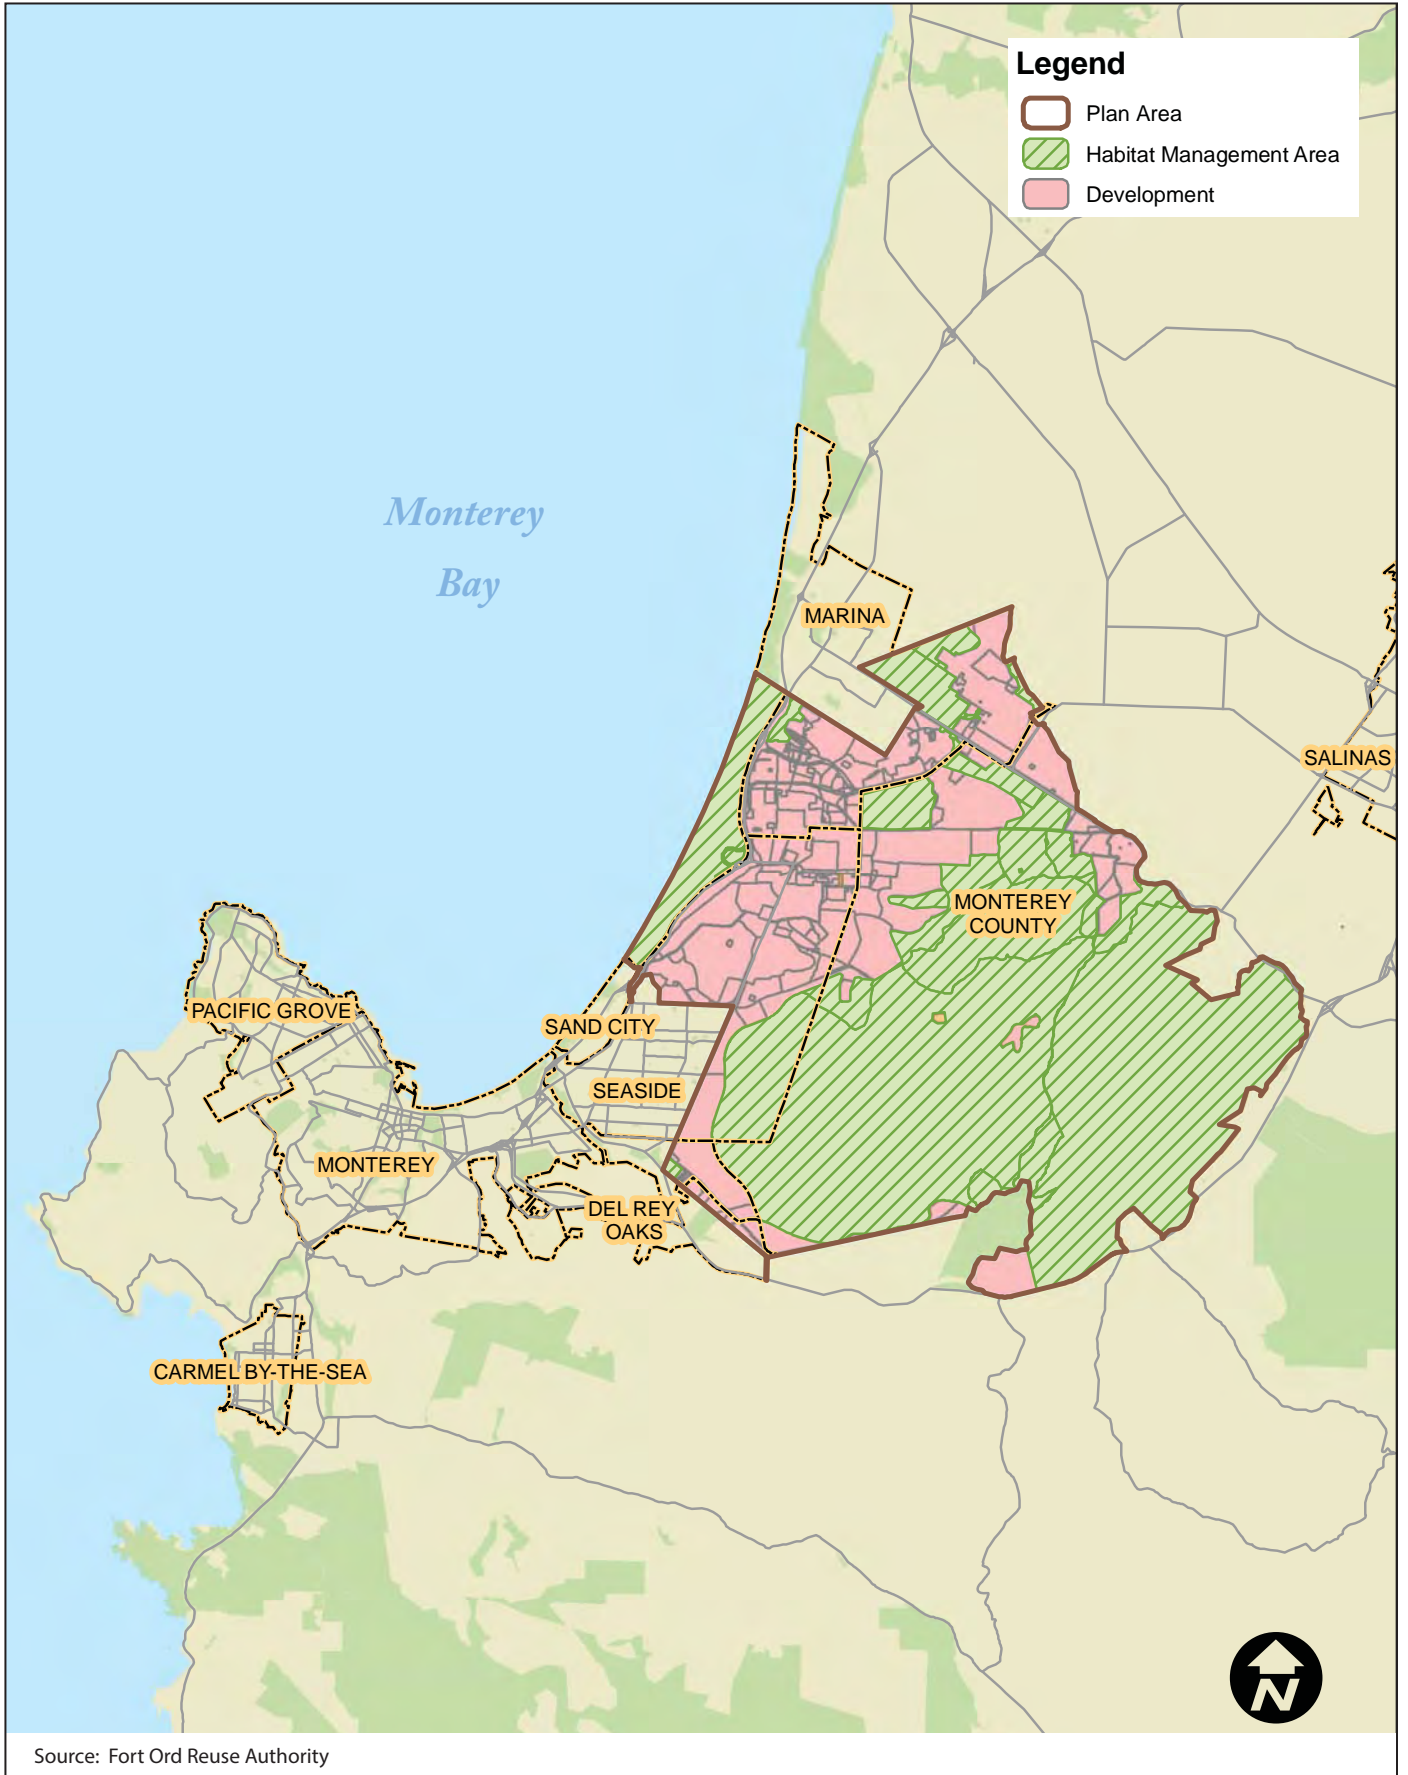 Legend
Plan Area
Habitat Management Area
Development
Monterey
Bay
MARINA
SALINAS
MONTEREY
COUNTY
PACIFIC GROVE
SAND CITY
SEASIDE
MONTEREY
DEL REY
OAKS
CARMEL BY-THE-SEA
N
Source: Fort Ord Reuse Authority